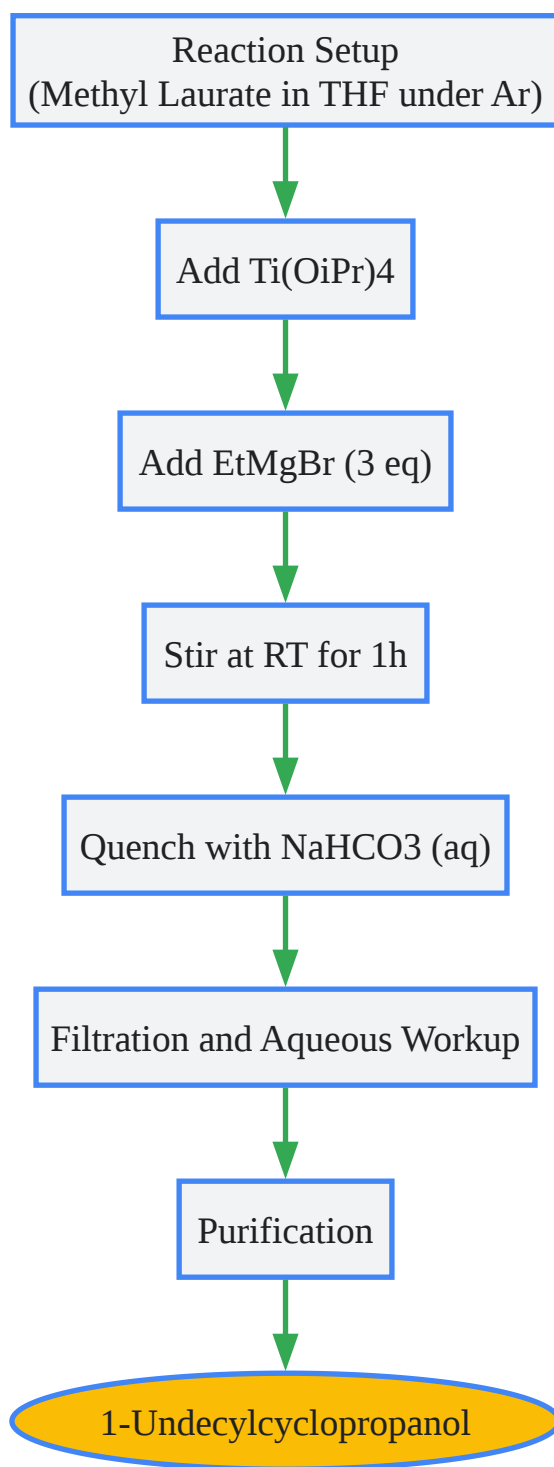 Reaction Setup
(Methyl Laurate in THF under Ar)
Add Ti(OiPr)4
Add EtMgBr (3 eq)
Stir at RT for 1h
Quench with NaHCO3 (aq)
Filtration and Aqueous Workup
Purification
1-Undecylcyclopropanol